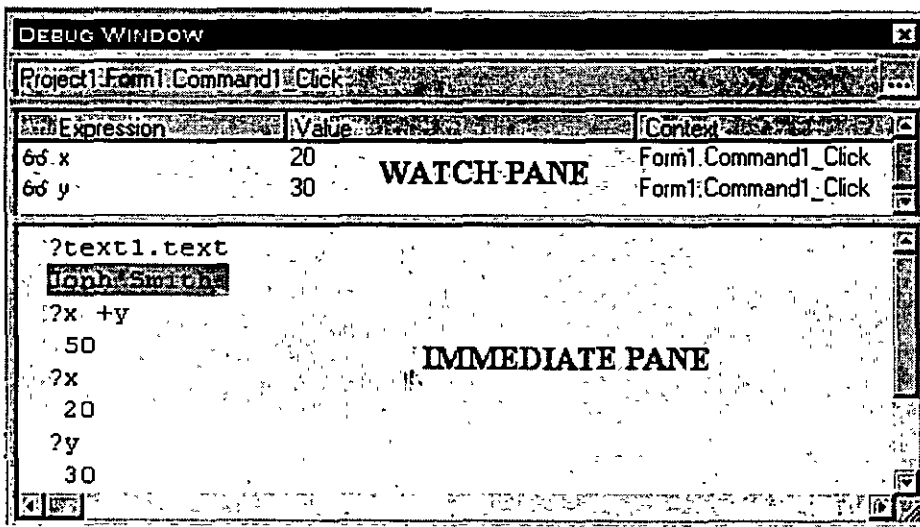 DEBUG WINDOW
Project1.Form1.Command1_Click
Expression Value Context
x 20 Form1.Command1_Click
y 30 Form1.Command1_Click
WATCH PANE
?text1.text
Joph Smith
?x +y
50
?x
20
?y
30
IMMEDIATE PANE